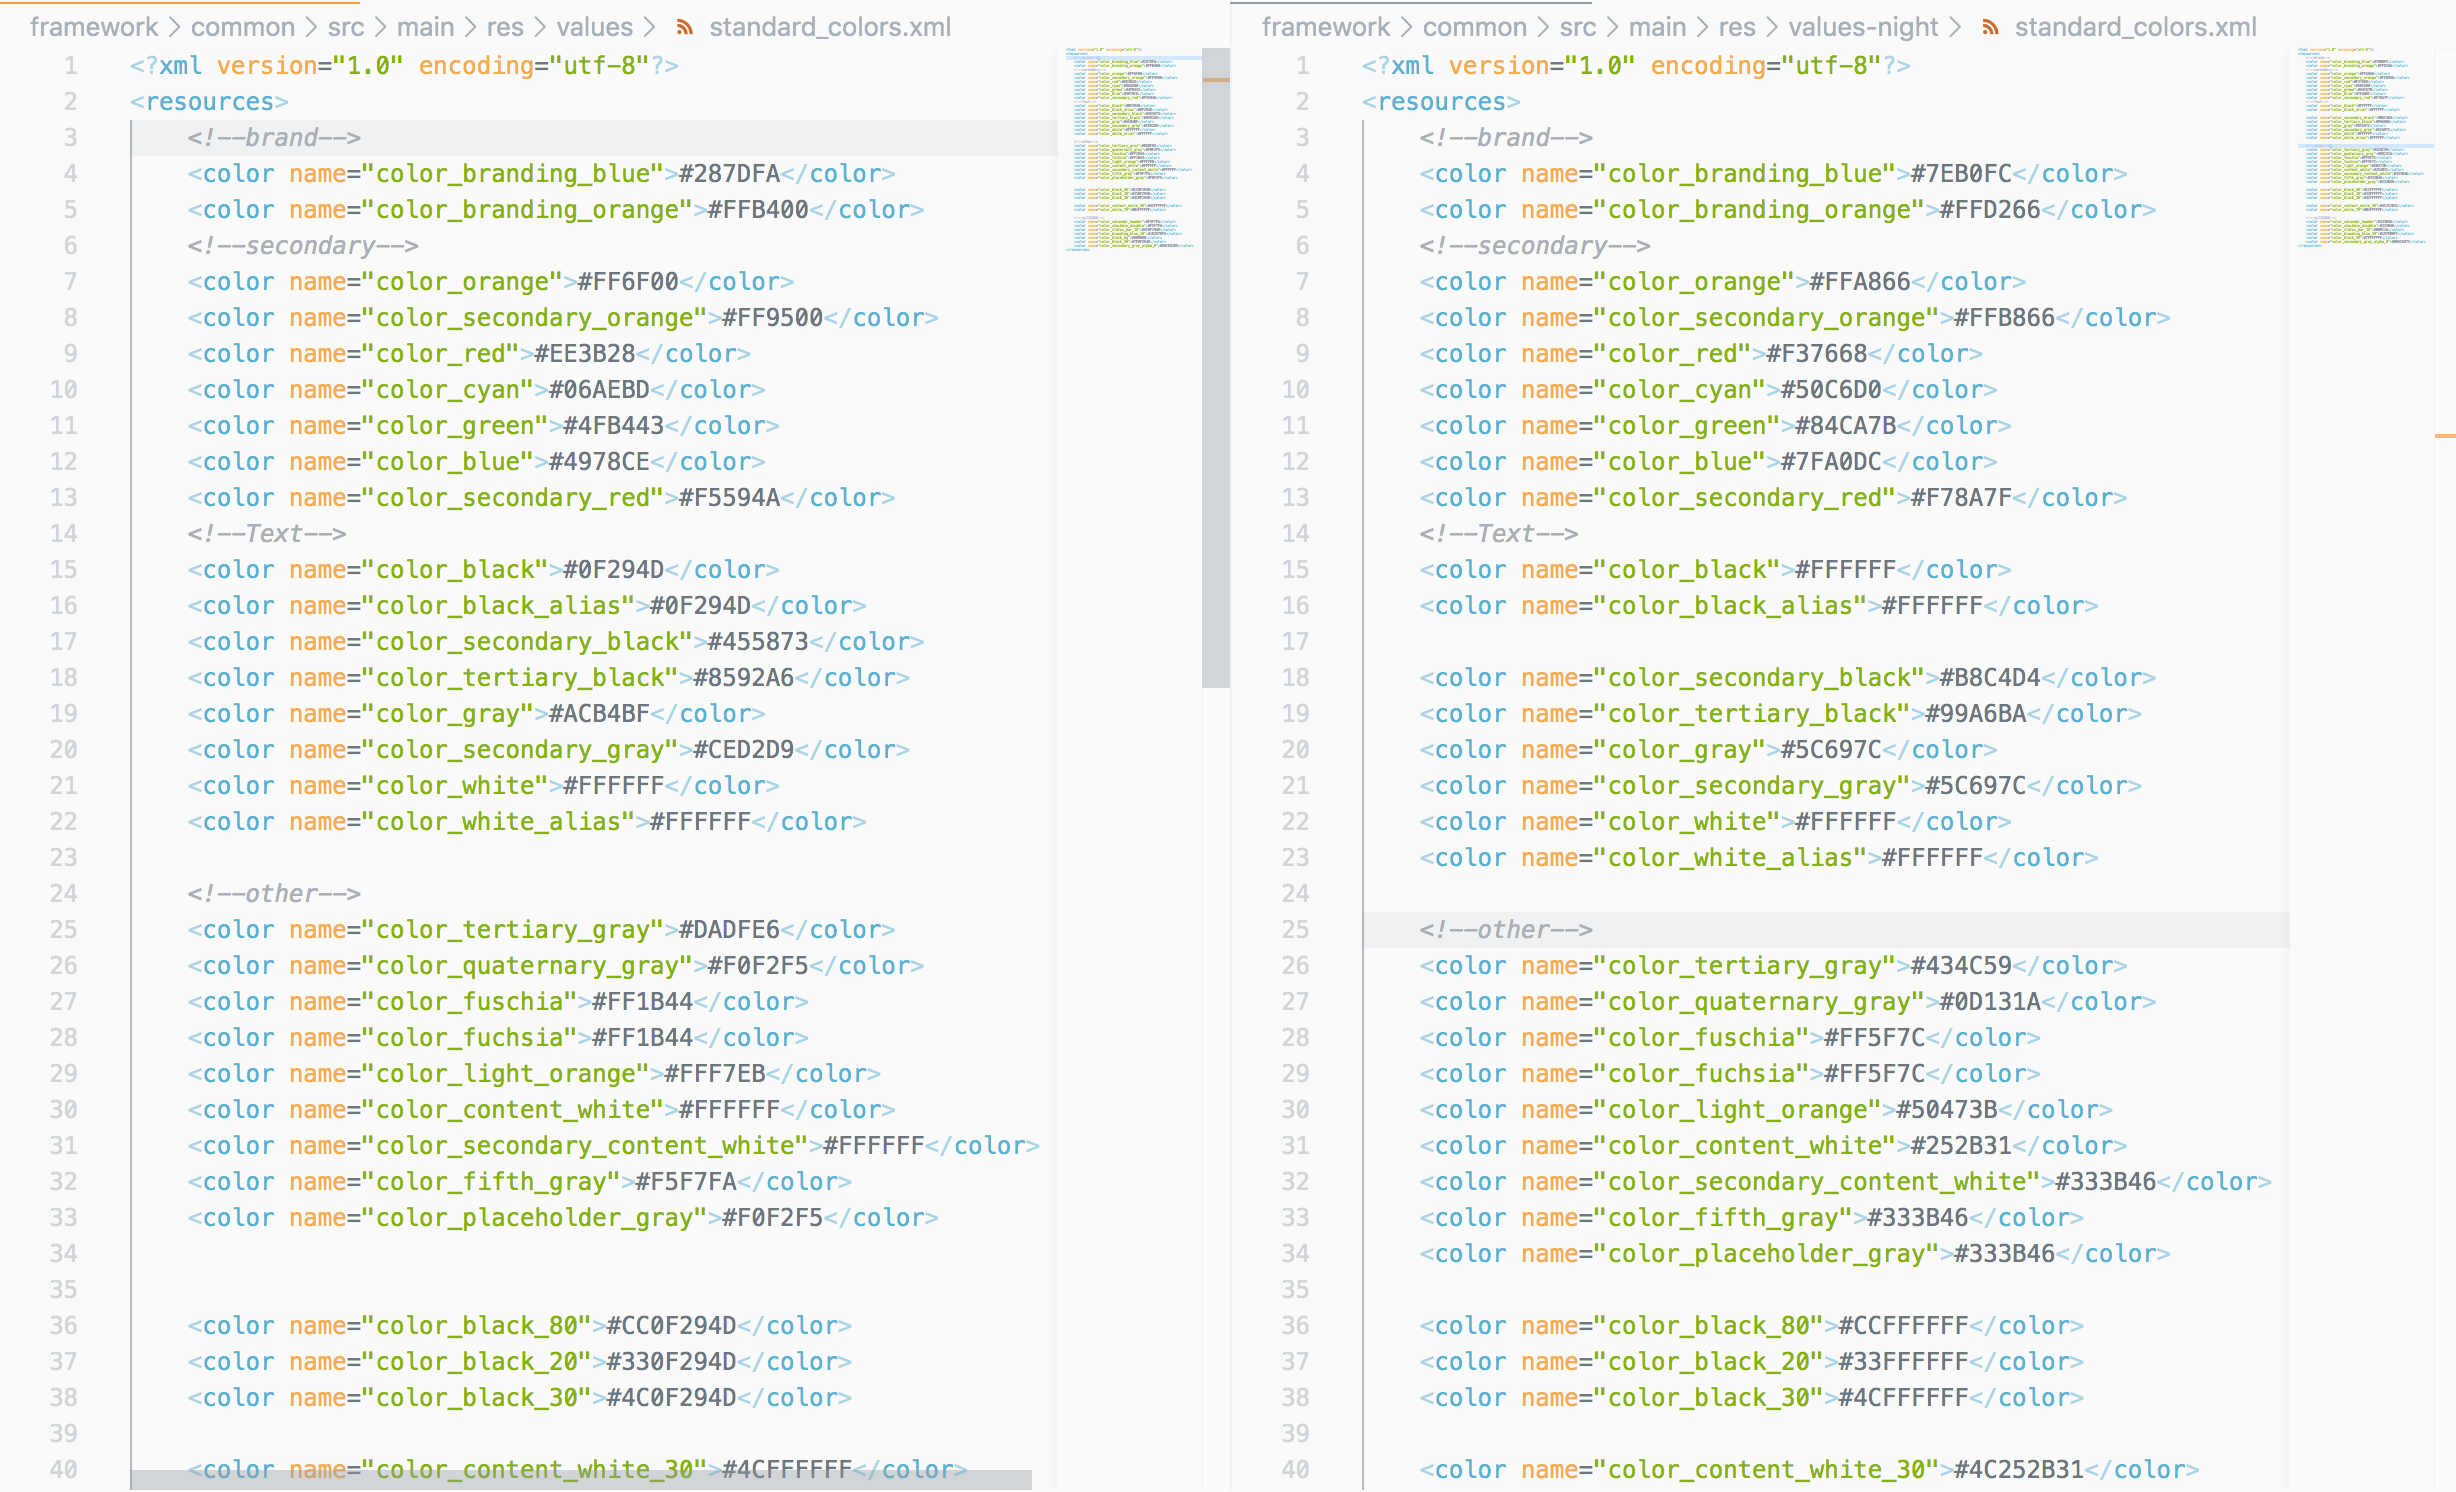 framework > common > src > main > res > values > standard_colors.xml
1 <?xml version="1.0" encoding="utf-8"?>
2 <resources>
3 <!--brand-->
4 <color name="color_branding_blue">#287DFA</color>
5 <color name="color_branding_orange">#FFB400</color>
6 <!--secondary-->
7 <color name="color_orange">#FF6F00</color>
8 <color name="color_secondary_orange">#FF9500</color>
9 <color name="color_red">#EE3B28</color>
10 <color name="color_cyan">#06AEBD</color>
11 <color name="color_green">#4FB443</color>
12 <color name="color_blue">#4978CE</color>
13 <color name="color_secondary_red">#F5594A</color>
14 <!--Text-->
15 <color name="color_black">#0F294D</color>
16 <color name="color_black_alias">#0F294D</color>
17 <color name="color_secondary_black">#455873</color>
18 <color name="color_tertiary_black">#8592A6</color>
19 <color name="color_gray">#ACB4BF</color>
20 <color name="color_secondary_gray">#CED2D9</color>
21 <color name="color_white">#FFFFFF</color>
22 <color name="color_white_alias">#FFFFFF</color>
23
24 <!--other-->
25 <color name="color_tertiary_gray">#DADFE6</color>
26 <color name="color_quaternary_gray">#F0F2F5</color>
27 <color name="color_fuschia">#FF1B44</color>
28 <color name="color_fuchsia">#FF1B44</color>
29 <color name="color_light_orange">#FFF7EB</color>
30 <color name="color_content_white">#FFFFFF</color>
31 <color name="color_secondary_content_white">#FFFFFF</color>
32 <color name="color_fifth_gray">#F5F7FA</color>
33 <color name="color_placeholder_gray">#F0F2F5</color>
34
35
36 <color name="color_black_80">#CC0F294D</color>
37 <color name="color_black_20">#330F294D</color>
38 <color name="color_black_30">#4C0F294D</color>
39
40 <color name="color_content_white_30">#4CFFFFFF</color>
framework > common > src > main > res > values-night > standard_colors.xml
1 <?xml version="1.0" encoding="utf-8"?>
2 <resources>
3 <!--brand-->
4 <color name="color_branding_blue">#7EB0FC</color>
5 <color name="color_branding_orange">#FFD266</color>
6 <!--secondary-->
7 <color name="color_orange">#FFA866</color>
8 <color name="color_secondary_orange">#FFB866</color>
9 <color name="color_red">#F37668</color>
10 <color name="color_cyan">#50C6D0</color>
11 <color name="color_green">#84CA7B</color>
12 <color name="color_blue">#7FA0DC</color>
13 <color name="color_secondary_red">#F78A7F</color>
14 <!--Text-->
15 <color name="color_black">#FFFFFF</color>
16 <color name="color_black_alias">#FFFFFF</color>
17
18 <color name="color_secondary_black">#B8C4D4</color>
19 <color name="color_tertiary_black">#99A6BA</color>
20 <color name="color_gray">#5C697C</color>
21 <color name="color_secondary_gray">#5C697C</color>
22 <color name="color_white">#FFFFFF</color>
23 <color name="color_white_alias">#FFFFFF</color>
24
25 <!--other-->
26 <color name="color_tertiary_gray">#434C59</color>
27 <color name="color_quaternary_gray">#0D131A</color>
28 <color name="color_fuschia">#FF5F7C</color>
29 <color name="color_fuchsia">#FF5F7C</color>
30 <color name="color_light_orange">#50473B</color>
31 <color name="color_content_white">#252B31</color>
32 <color name="color_secondary_content_white">#333B46</color>
33 <color name="color_fifth_gray">#333B46</color>
34 <color name="color_placeholder_gray">#333B46</color>
35
36 <color name="color_black_80">#CCFFFFFF</color>
37 <color name="color_black_20">#33FFFFFF</color>
38 <color name="color_black_30">#4CFFFFFF</color>
39
40 <color name="color_content_white_30">#4C252B31</color>